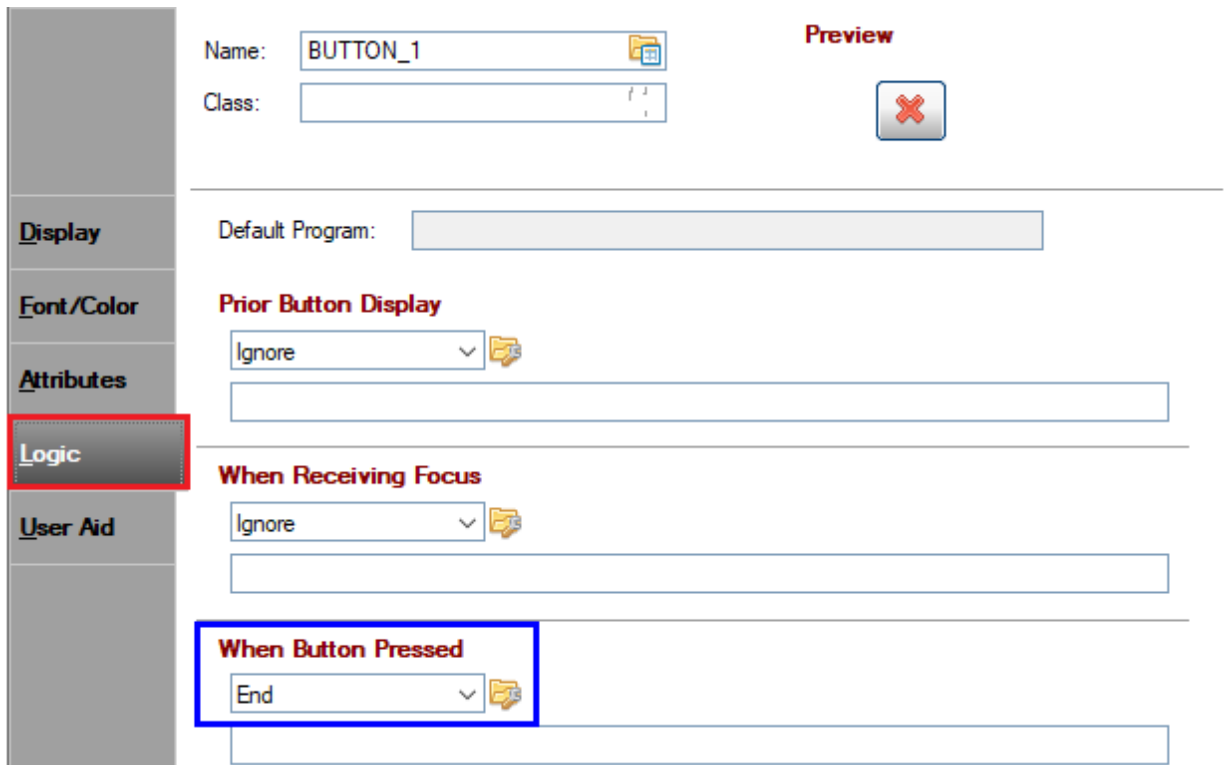 Name: BUTTON_1
Preview
Class:
Display
Default Program:
Font/Color
Prior Button Display
Ignore
Attributes
Logic
When Receiving Focus
Ignore
User Aid
When Button Pressed
End